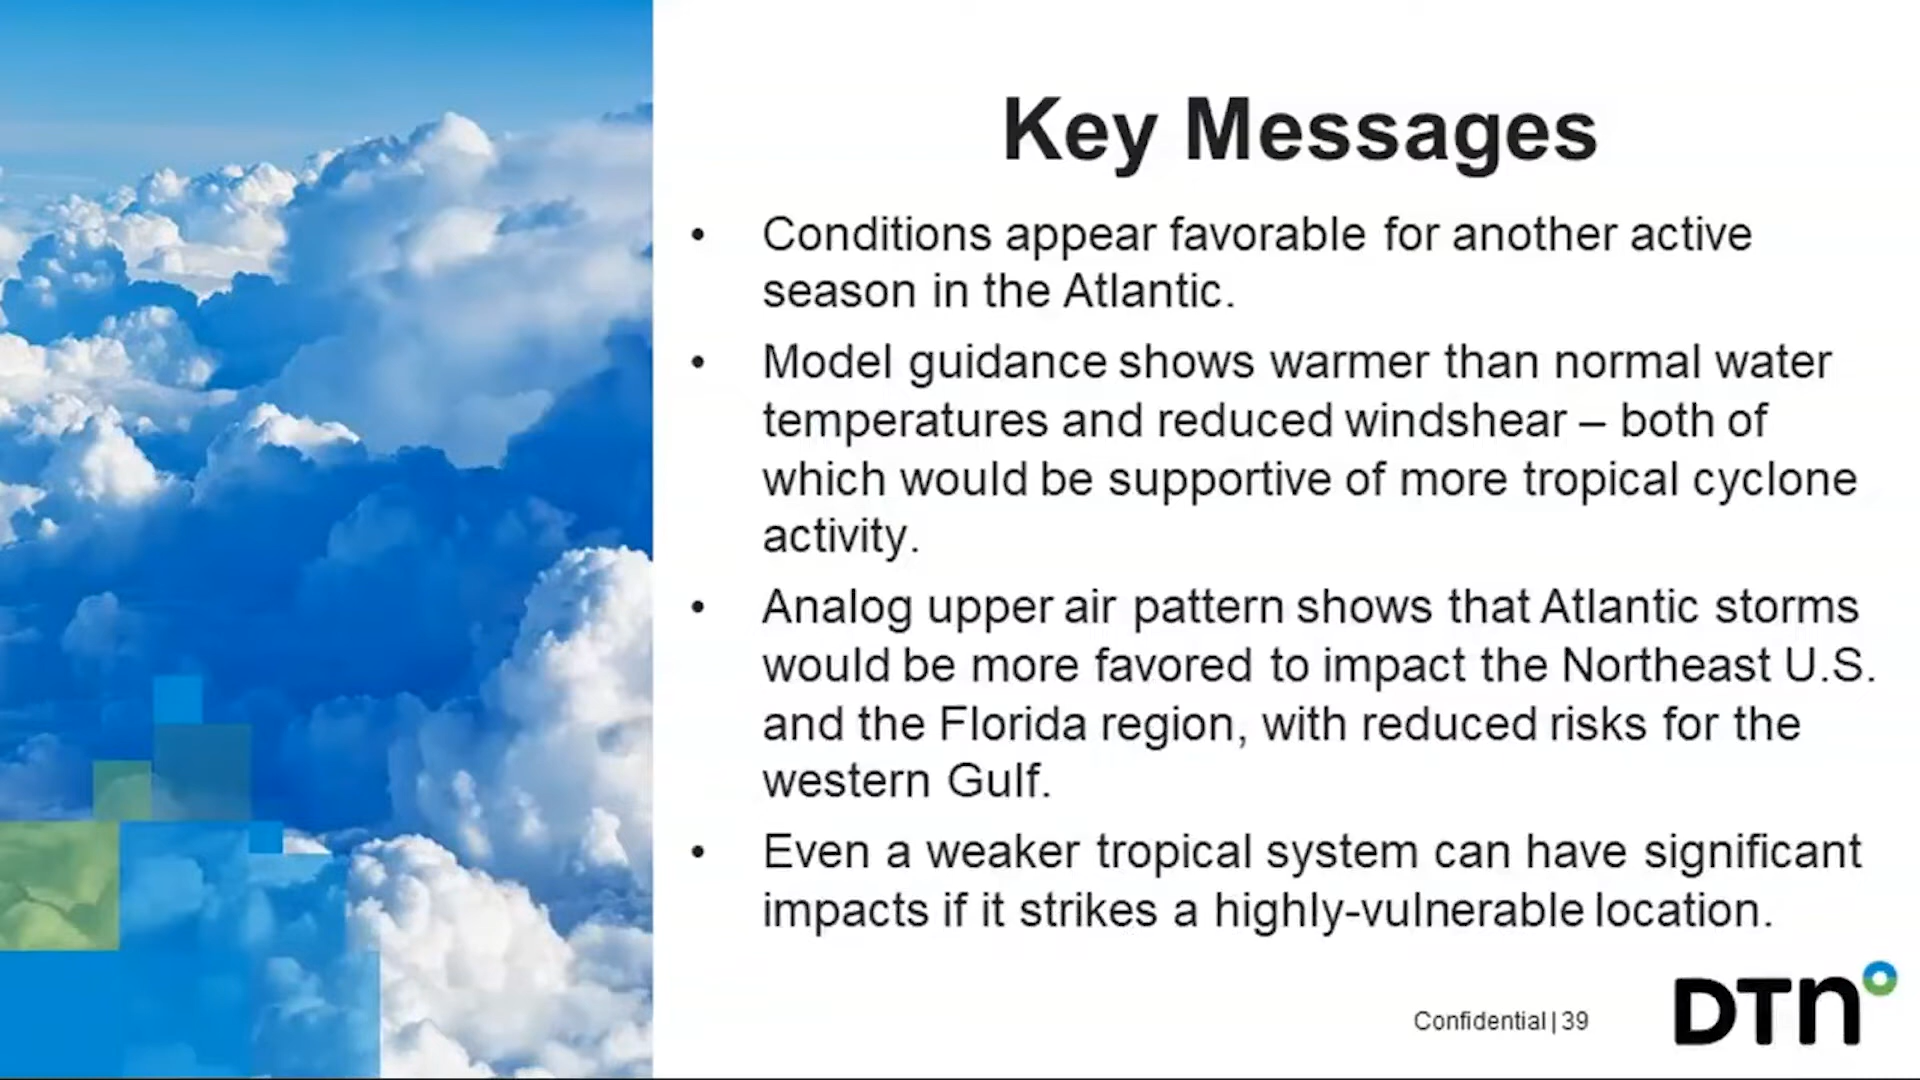 Key Messages
• Conditions appear favorable for another active
season in the Atlantic.
• Model guidance shows warmer than normal water
temperatures and reduced windshear – both of
which would be supportive of more tropical cyclone
activity.
• Analog upper air pattern shows that Atlantic storms
would be more favored to impact the Northeast U.S.
and the Florida region, with reduced risks for the
western Gulf.
• Even a weaker tropical system can have significant
impacts if it strikes a highly-vulnerable location.
Confidential | 39
DTN